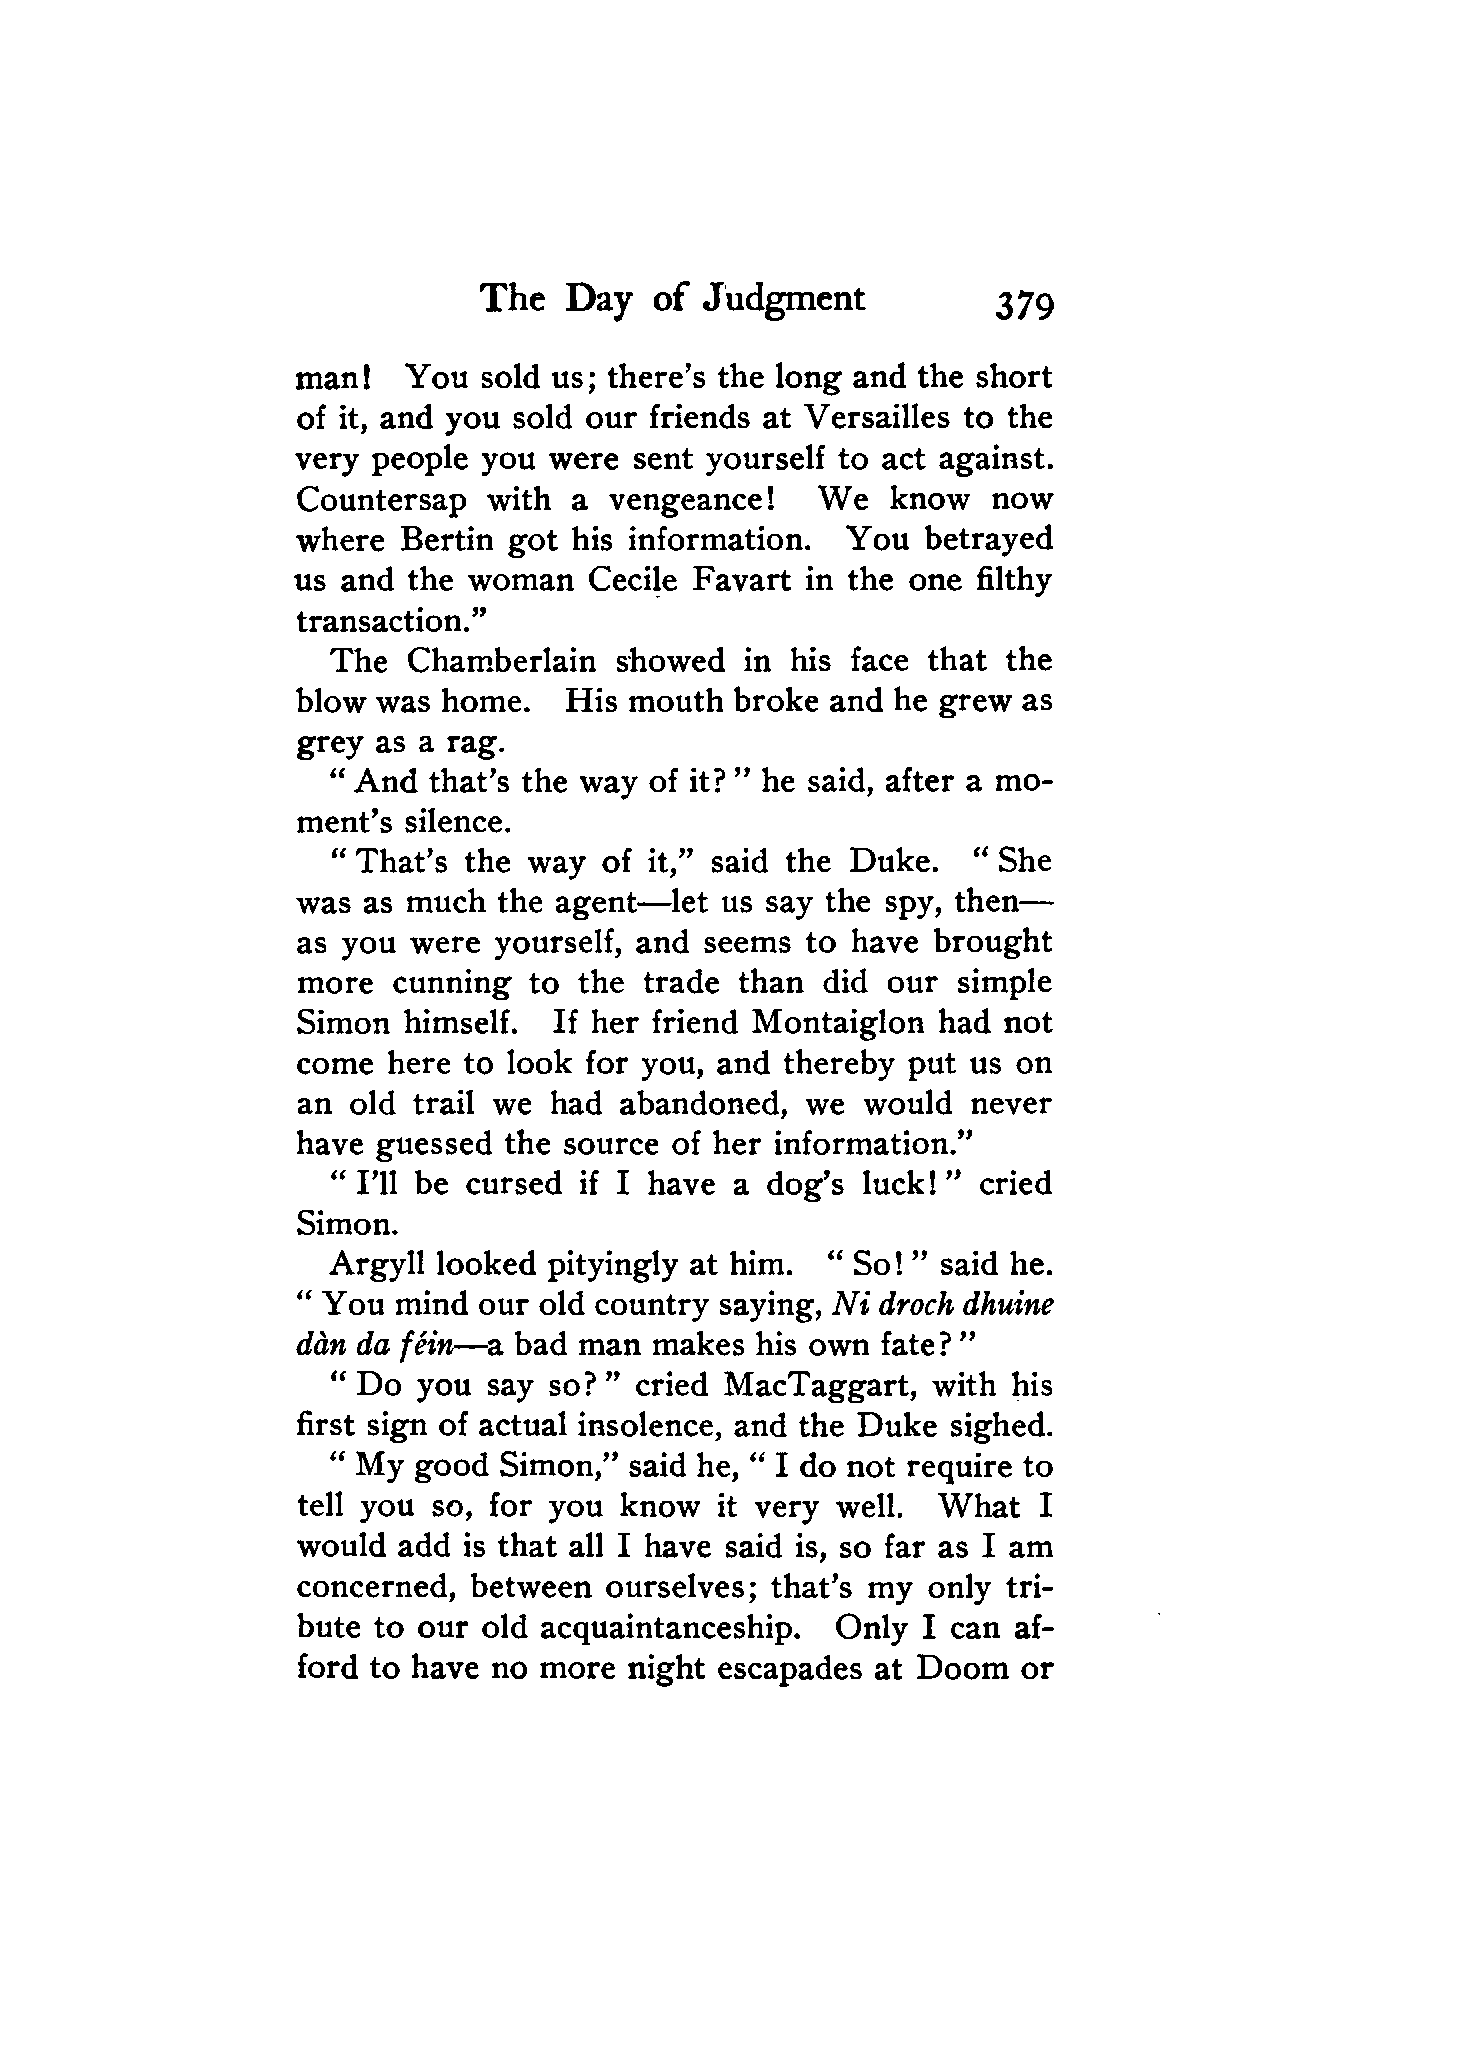 The Day of Judgment 379
man! You sold us; there's the long and the short
of it, and you sold our friends at Versailles to the
very people you were sent yourself to act against.
Countersap with a vengeance! We know now
where Bertin got his information. You betrayed
us and the woman Cecile Favart in the one filthy
transaction."
The Chamberlain showed in his face that the
blow was home. His mouth broke and he grew as
grey as a rag.
"And that's the way of it?" he said, after a mo-
ment's silence.
"That's the way of it," said the Duke. "She
was as much the agent—let us say the spy, then—
as you were yourself, and seems to have brought
more cunning to the trade than did our simple
Simon himself. If her friend Montaiglon had not
come here to look for you, and thereby put us on
an old trail we had abandoned, we would never
have guessed the source of her information."
"I'll be cursed if I have a dog's luck!" cried
Simon.
Argyll looked pityingly at him. "So!" said he.
"You mind our old country saying, Ni droch dhuine
dàn da féin—a bad man makes his own fate?"
"Do you say so?" cried MacTaggart, with his
first sign of actual insolence, and the Duke sighed.
"My good Simon," said he, "I do not require to
tell you so, for you know it very well. What I
would add is that all I have said is, so far as I am
concerned, between ourselves; that's my only tri-
bute to our old acquaintanceship. Only I can af-
ford to have no more night escapades at Doom or